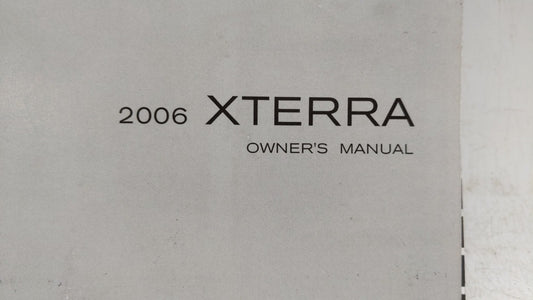 2006 XTERRA
OWNER'S MANUAL